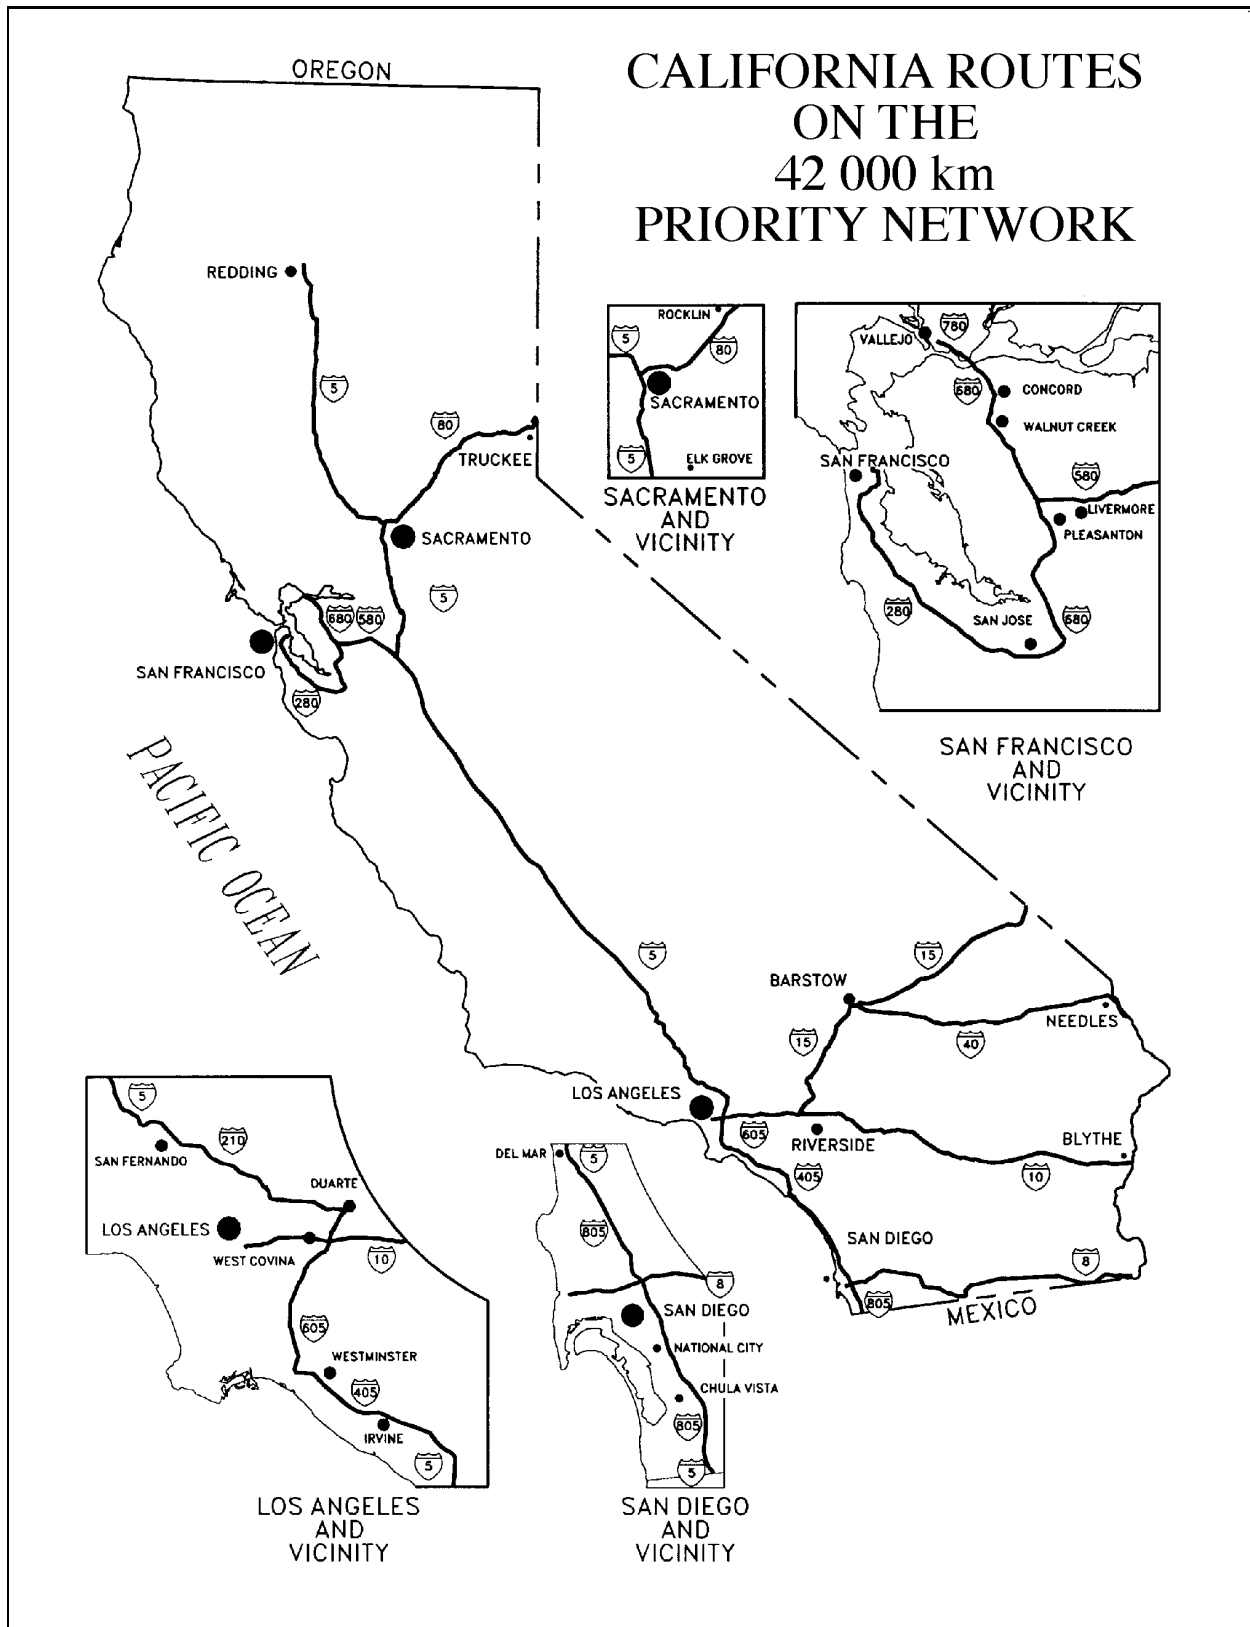 CALIFORNIA ROUTES
ON THE
42 000 km
PRIORITY NETWORK
OREGON
REDDING
5
80
TRUCKEE
SACRAMENTO
5
680 580
SAN FRANCISCO
280
PACIFIC OCEAN
5
15
BARSTOW
NEEDLES
15
40
LOS ANGELES
605
RIVERSIDE
BLYTHE
405
10
SAN DIEGO
8
805
MEXICO
ROCKLIN
5
80
SACRAMENTO
5
ELK GROVE
SACRAMENTO
AND
VICINITY
780
VALLEJO
680
CONCORD
WALNUT CREEK
SAN FRANCISCO
580
LIVERMORE
PLEASANTON
280
SAN JOSE
680
SAN FRANCISCO
AND
VICINITY
5
210
SAN FERNANDO
DUARTE
LOS ANGELES
WEST COVINA
10
605
WESTMINSTER
405
IRVINE
5
LOS ANGELES
AND
VICINITY
DEL MAR
5
805
8
SAN DIEGO
NATIONAL CITY
CHULA VISTA
805
5
SAN DIEGO
AND
VICINITY